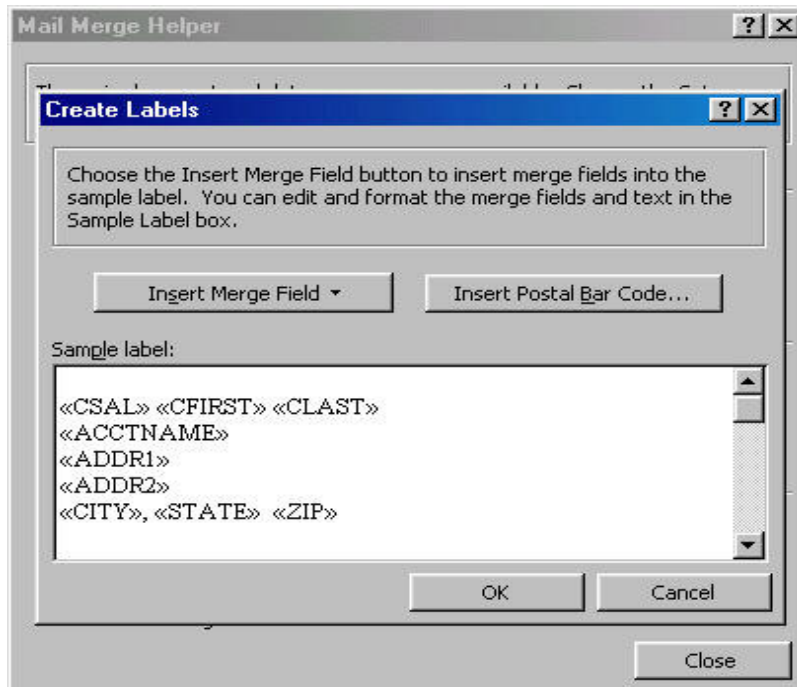 Mail Merge Helper
Create Labels
Choose the Insert Merge Field button to insert merge fields into the
sample label.  You can edit and format the merge fields and text in the
Sample Label box.
Insert Merge Field
Insert Postal Bar Code...
Sample label:
«CSAL» «CFIRST» «CLAST»
«ACCTNAME»
«ADDR1»
«ADDR2»
«CITY», «STATE»  «ZIP»
OK
Cancel
Close